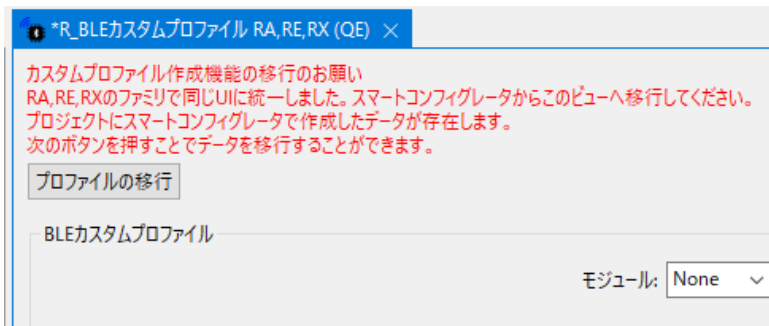 *R_BLEカスタムプロファイル RA,RE,RX (QE)
カスタムプロファイル作成機能の移行のお願い
RA,RE,RXのファミリで同じUIに統一しました。スマートコンフィグレータからこのビューへ移行してください。
プロジェクトにスマートコンフィグレータで作成したデータが存在します。
次のボタンを押すことでデータを移行することができます。
プロファイルの移行
BLEカスタムプロファイル
モジュール: None